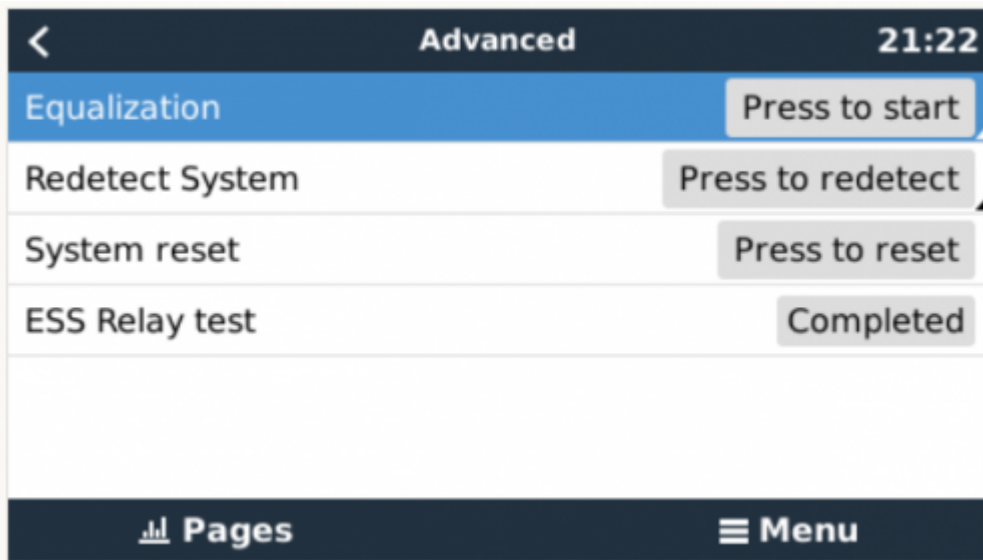 Advanced 21:22
Equalization Press to start
Redetect System Press to redetect
System reset Press to reset
ESS Relay test Completed
Pages Menu